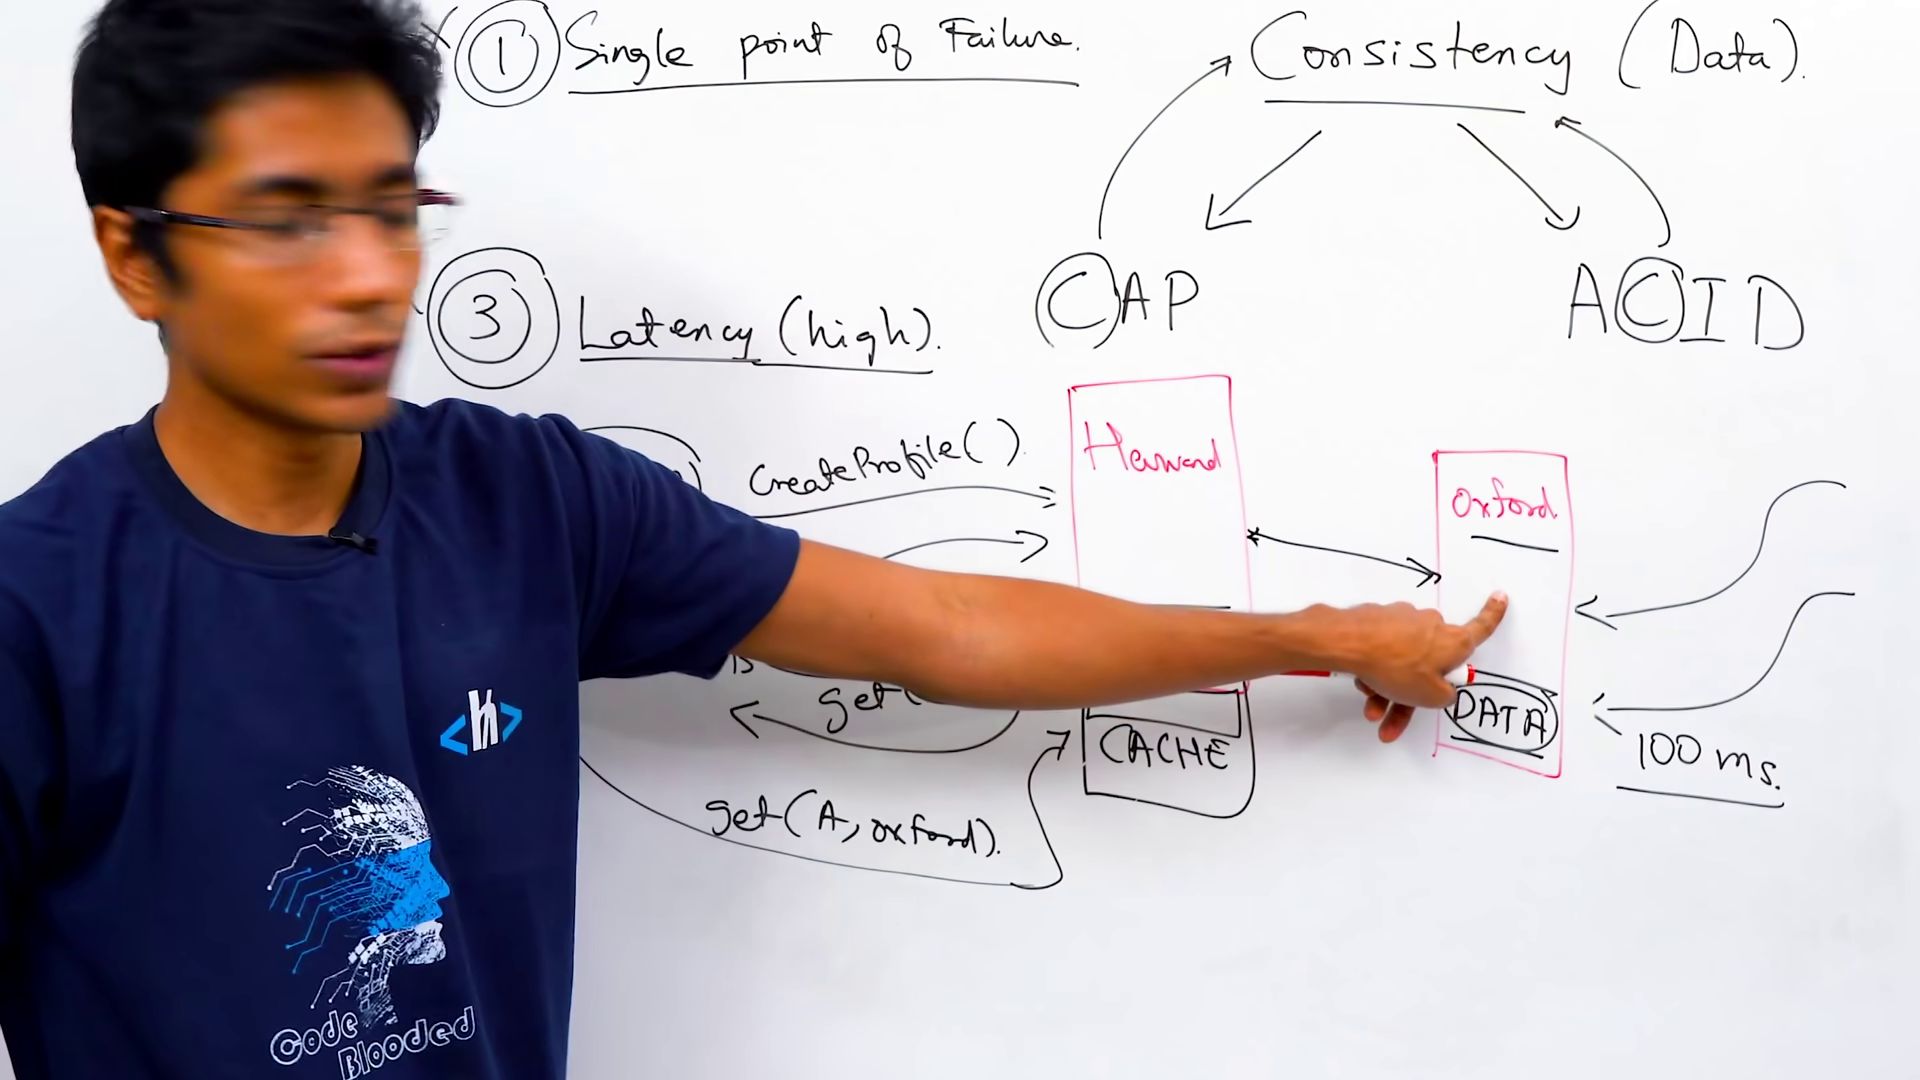 ① Single point of Failure.
Consistency (Data).
③ Latency (high).
CAP
ACID
Harvard
CreateProfile().
Oxford
get(
DATA
CACHE
100 ms.
get(A, oxford).
<h>
Code
Blooded